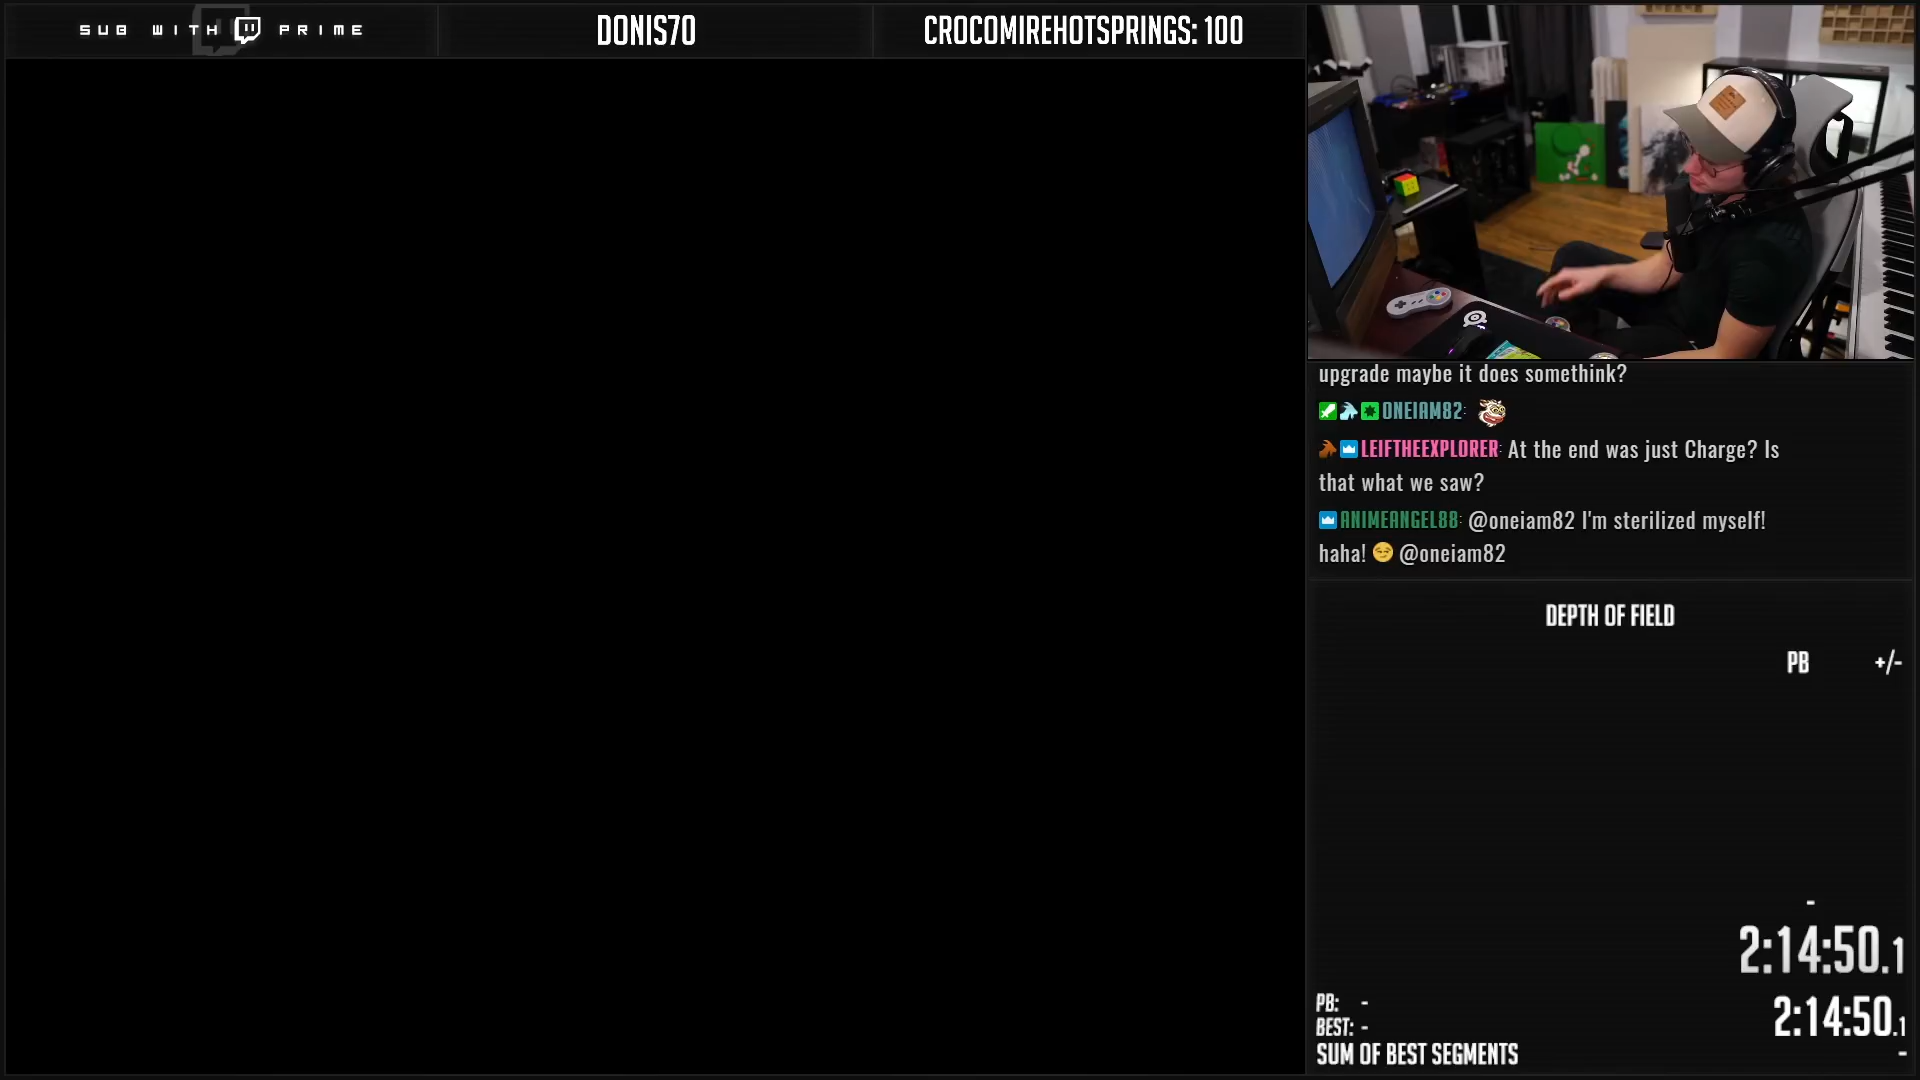 SUB WITH PRIME
DONIS70
CROCOMIREHOTSPRINGS: 100
upgrade maybe it does somethink?
ONEIAM82:
LEIFTHEEXPLORER: At the end was just Charge? Is
that what we saw?
ANIMEANGEL88: @oneiam82 I'm sterilized myself!
haha! 😏 @oneiam82
DEPTH OF FIELD
PB +/-
-
2:14:50.1
PB: -
2:14:50.1
BEST: -
SUM OF BEST SEGMENTS -